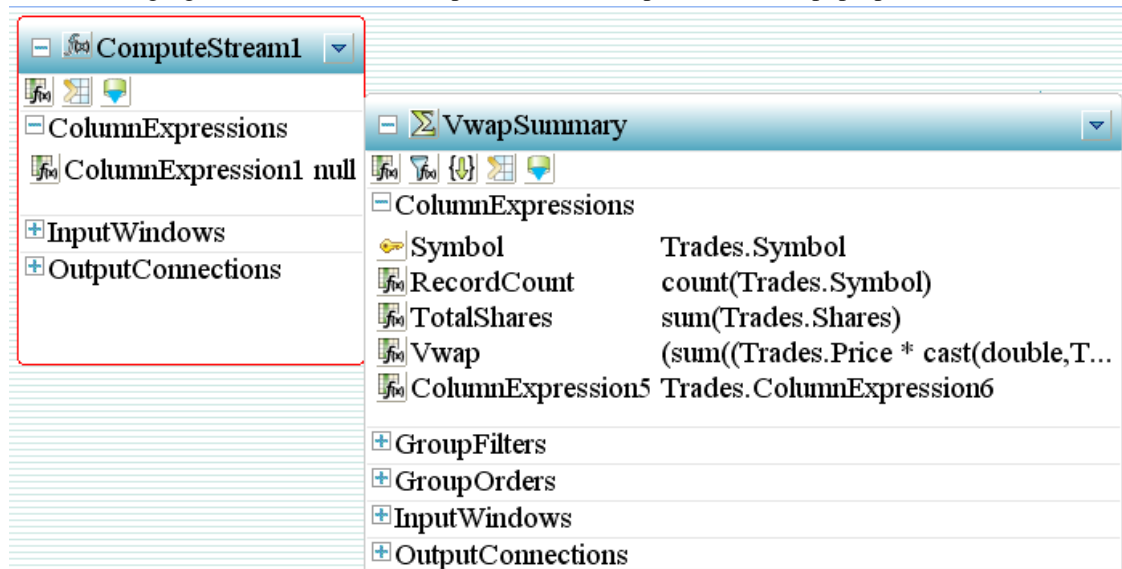 ComputeStream1
ColumnExpressions
ColumnExpression1 null
InputWindows
OutputConnections
VwapSummary
ColumnExpressions
Symbol Trades.Symbol
RecordCount count(Trades.Symbol)
TotalShares sum(Trades.Shares)
Vwap (sum((Trades.Price * cast(double,T...
ColumnExpression5 Trades.ColumnExpression6
GroupFilters
GroupOrders
InputWindows
OutputConnections